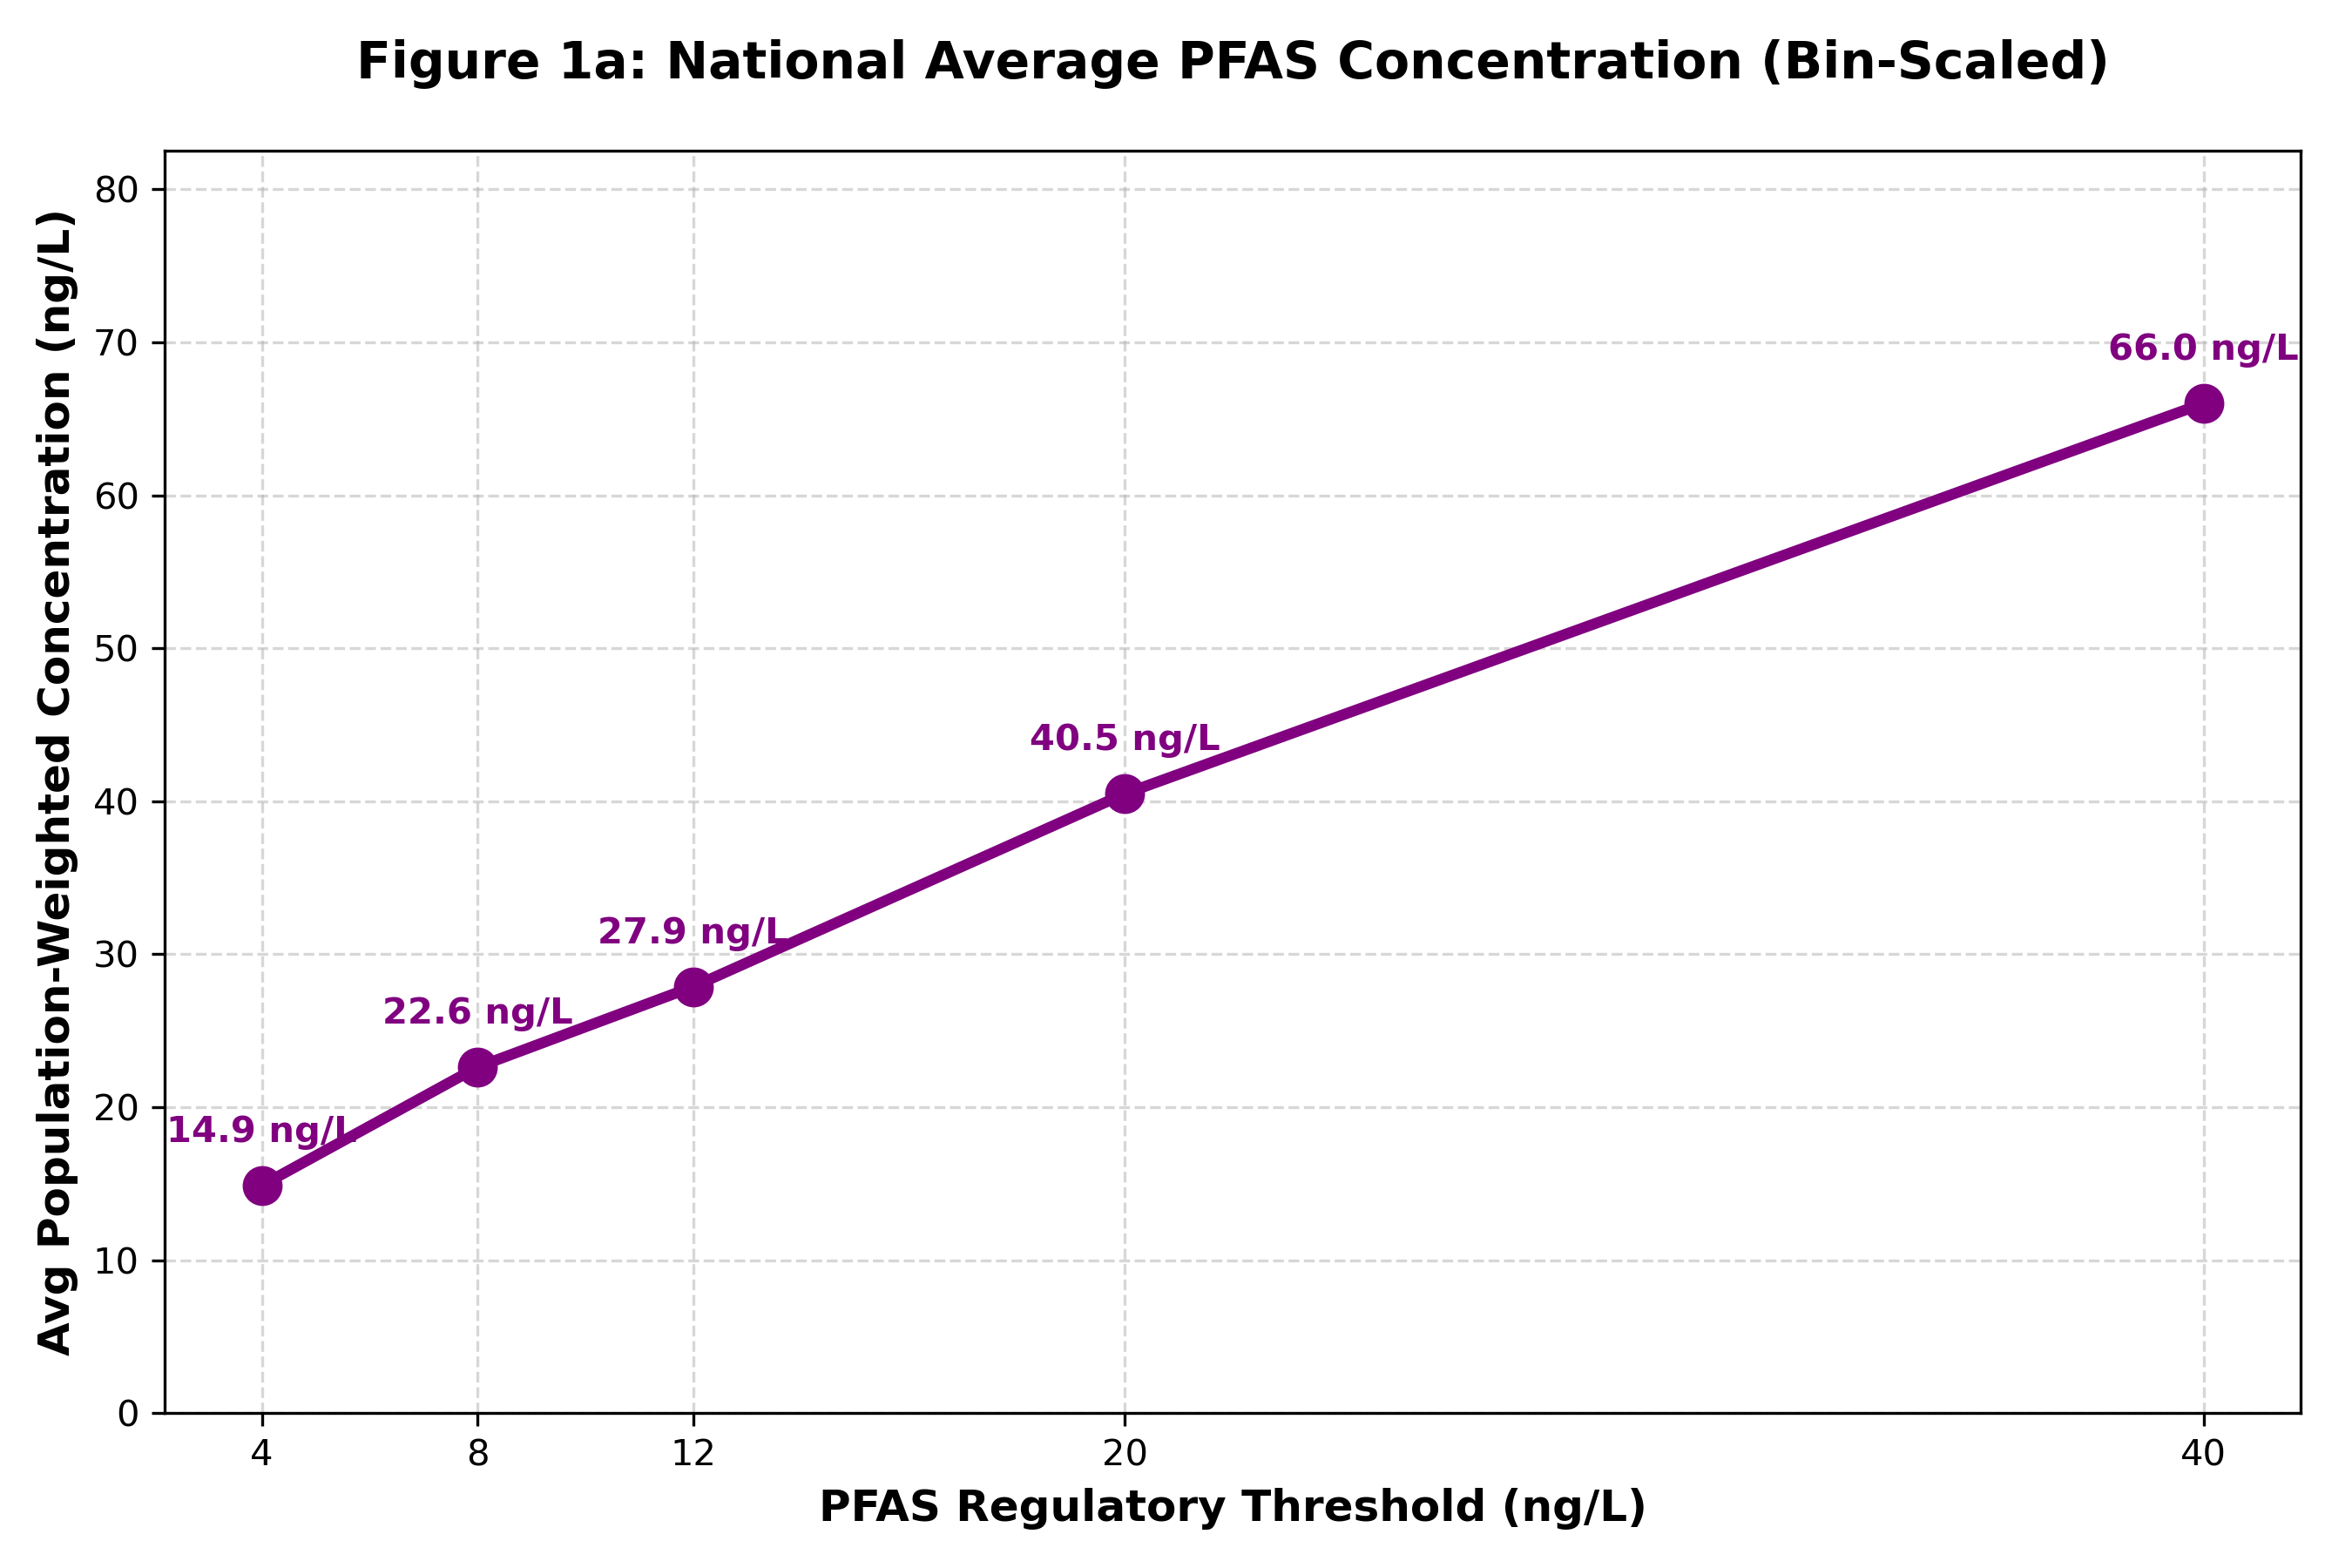 Figure 1a: National Average PFAS Concentration (Bin-Scaled)
Avg Population-Weighted Concentration (ng/L)
80
70
60
50
40
30
20
10
0
66.0 ng/L
40.5 ng/L
27.9 ng/L
22.6 ng/L
14.9 ng/L
4 8 12 20 40
PFAS Regulatory Threshold (ng/L)